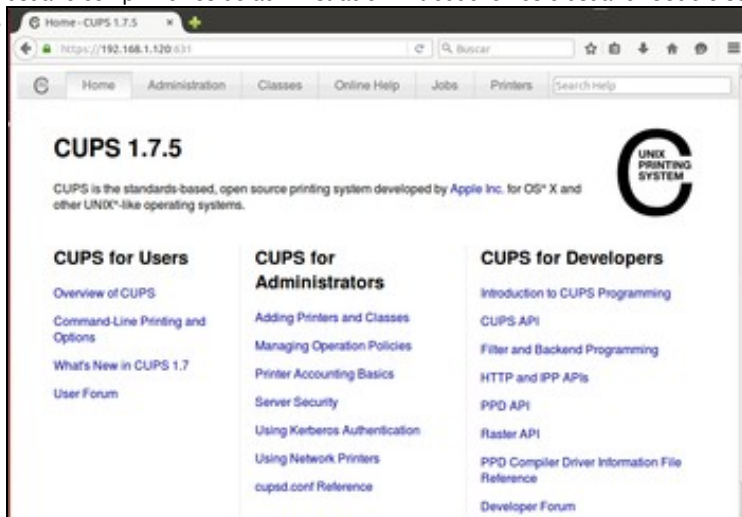 Home - CUPS 1.7.5
https://192.168.1.120:631
Buscar
Home Administration Classes Online Help Jobs Printers Search Help
CUPS 1.7.5
CUPS is the standards-based, open source printing system developed by Apple Inc. for OS® X and
other UNIX®-like operating systems.
UNIX
PRINTING
SYSTEM
CUPS for Users
Overview of CUPS
Command-Line Printing and
Options
What's New in CUPS 1.7
User Forum
CUPS for
Administrators
Adding Printers and Classes
Managing Operation Policies
Printer Accounting Basics
Server Security
Using Kerberos Authentication
Using Network Printers
cupsd.conf Reference
CUPS for Developers
Introduction to CUPS Programming
CUPS API
Filter and Backend Programming
HTTP and IPP APIs
PPD API
Raster API
PPD Compiler Driver Information File
Reference
Developer Forum